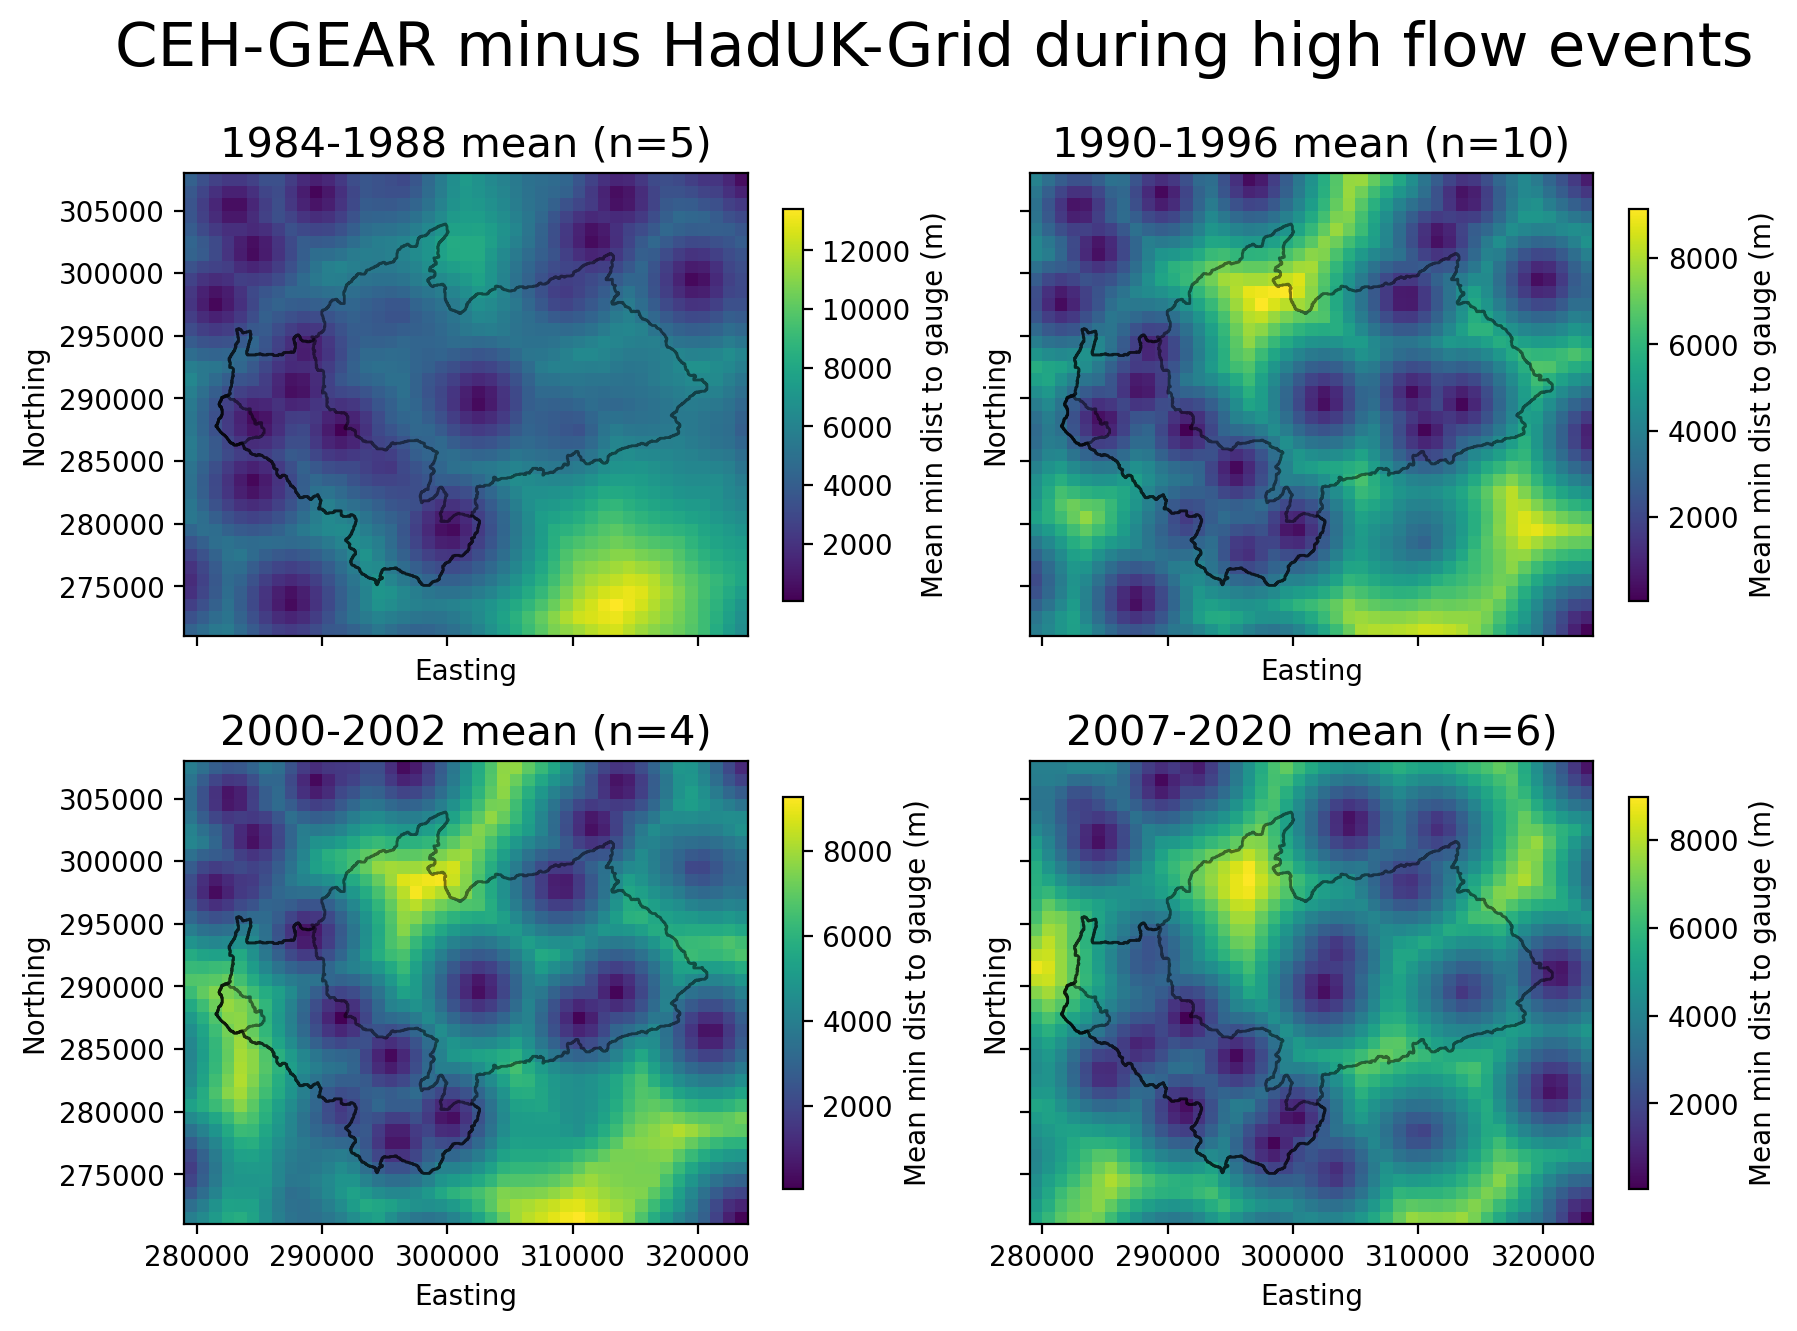 CEH-GEAR minus HadUK-Grid during high flow events
1984-1988 mean (n=5)
305000
300000
295000
290000
285000
280000
275000
Northing
Easting
12000
10000
8000
6000
4000
2000
Mean min dist to gauge (m)
1990-1996 mean (n=10)
Northing
Easting
8000
6000
4000
2000
Mean min dist to gauge (m)
2000-2002 mean (n=4)
305000
300000
295000
290000
285000
280000
275000
Northing
280000 290000 300000 310000 320000
Easting
8000
6000
4000
2000
Mean min dist to gauge (m)
2007-2020 mean (n=6)
Northing
280000 290000 300000 310000 320000
Easting
8000
6000
4000
2000
Mean min dist to gauge (m)